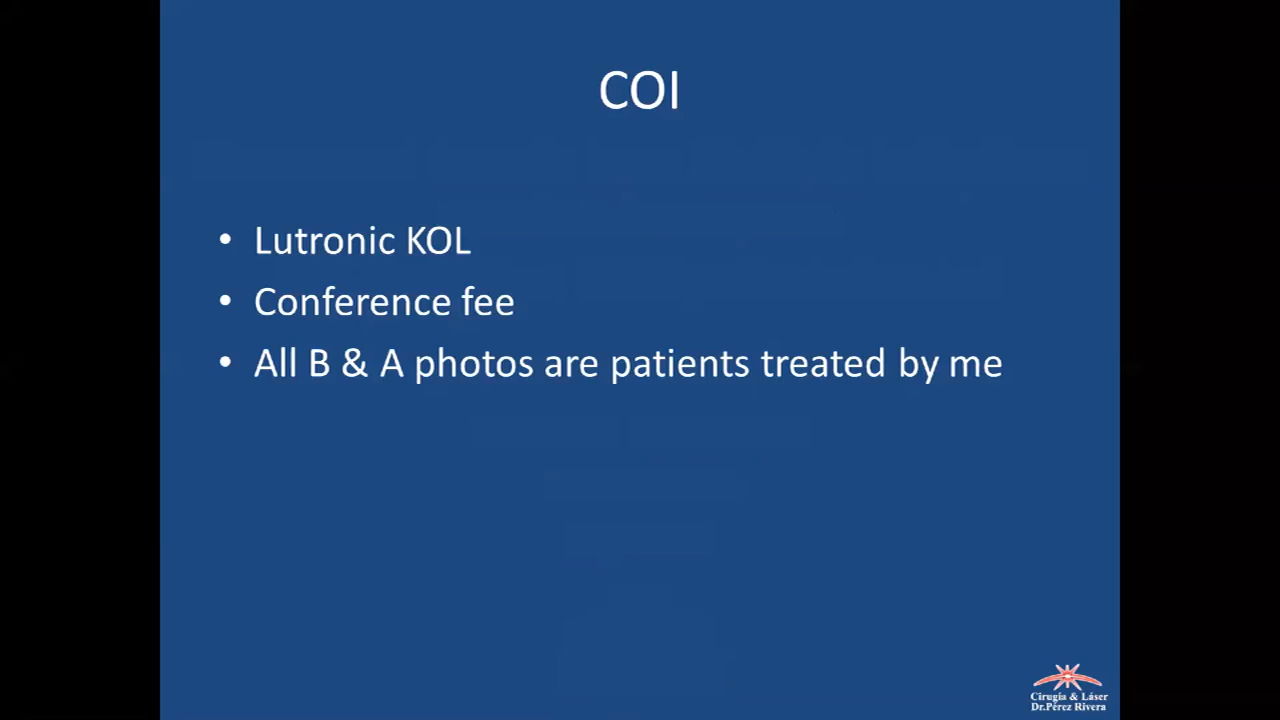 COI
• Lutronic KOL
• Conference fee
• All B & A photos are patients treated by me
Cirugía & Láser
Dr.Pérez Rivera